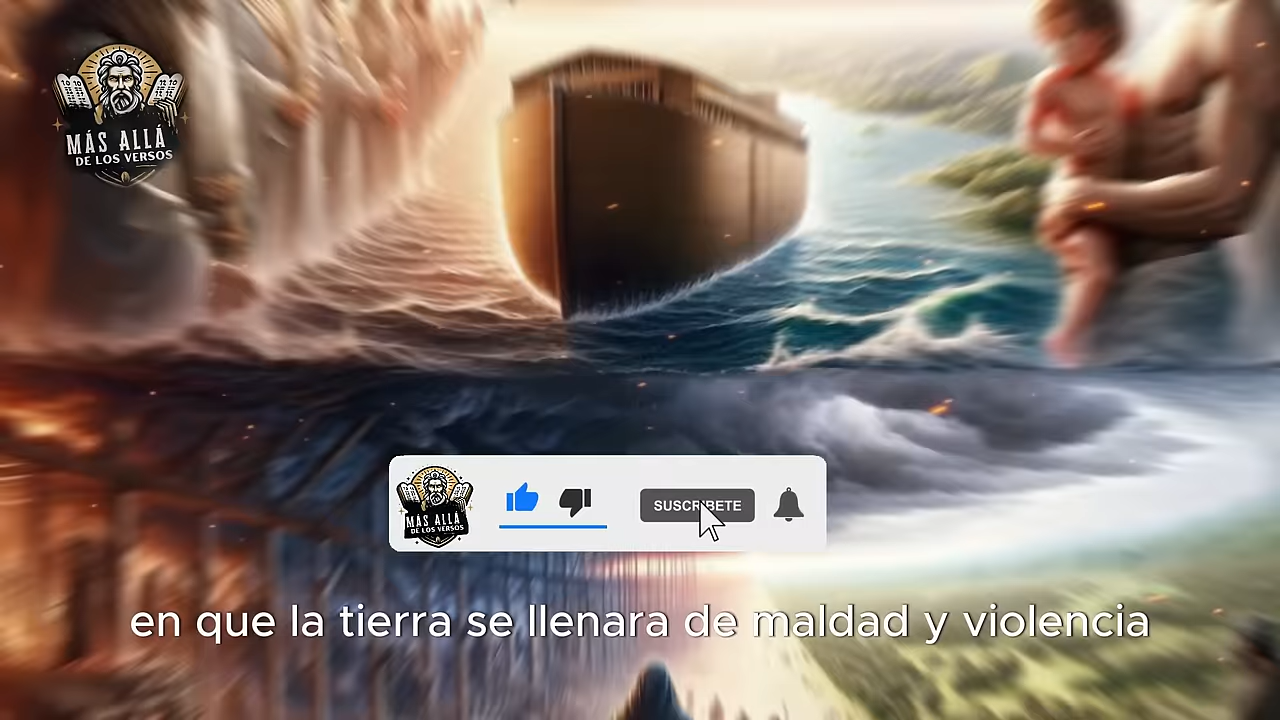 MÁS ALLÁ
DE LOS VERSOS
MÁS ALLÁ
DE LOS VERSOS
SUSCRIBETE
en que la tierra se llenara de maldad y violencia